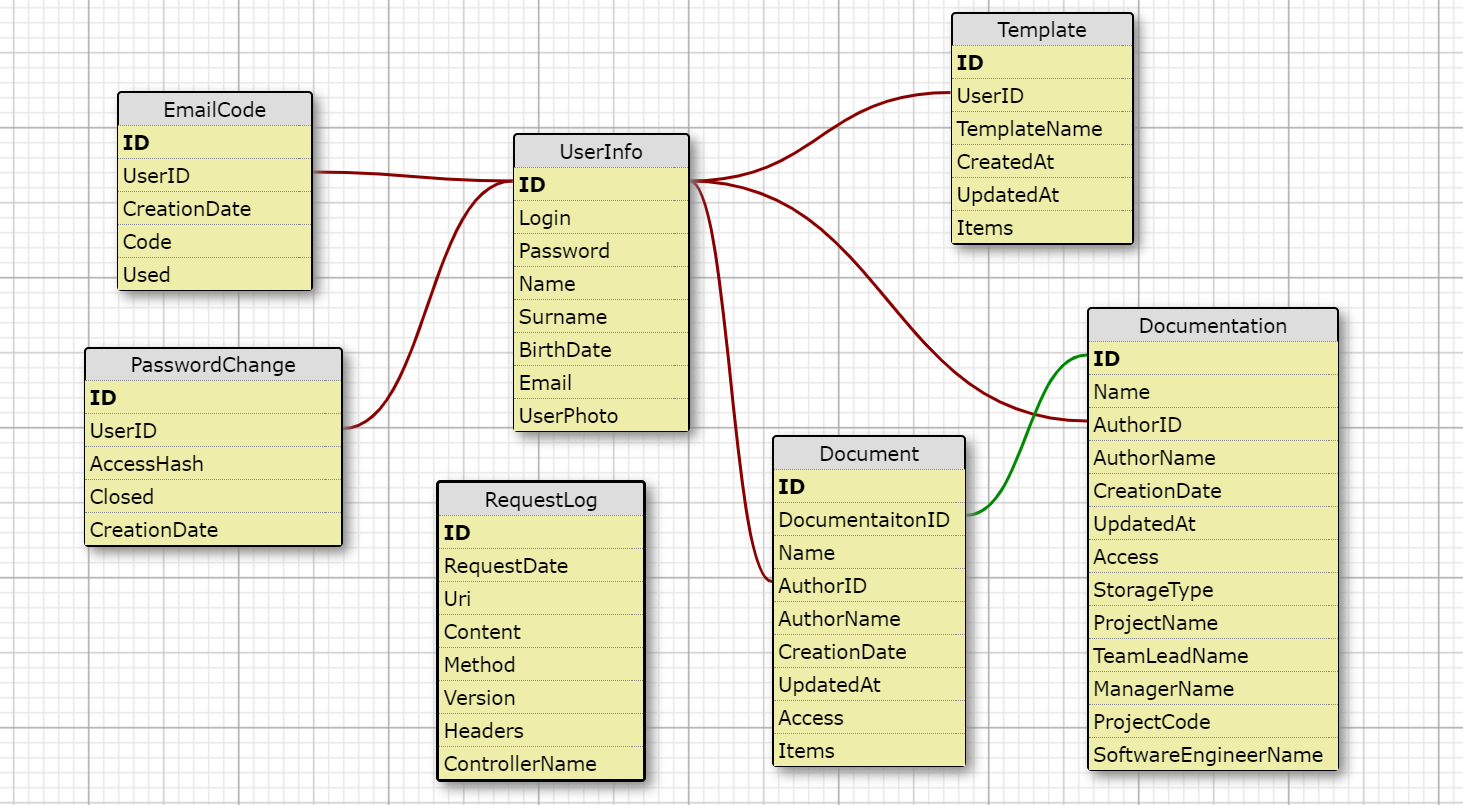 EmailCode
ID
UserID
CreationDate
Code
Used
PasswordChange
ID
UserID
AccessHash
Closed
CreationDate
UserInfo
ID
Login
Password
Name
Surname
BirthDate
Email
UserPhoto
RequestLog
ID
RequestDate
Uri
Content
Method
Version
Headers
ControllerName
Template
ID
UserID
TemplateName
CreatedAt
UpdatedAt
Items
Document
ID
DocumentaitonID
Name
AuthorID
AuthorName
CreationDate
UpdatedAt
Access
Items
Documentation
ID
Name
AuthorID
AuthorName
CreationDate
UpdatedAt
Access
StorageType
ProjectName
TeamLeadName
ManagerName
ProjectCode
SoftwareEngineerName